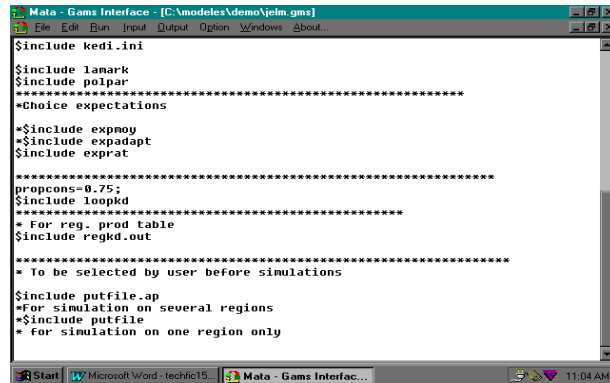 Mata - Gams Interface - [C:\modeles\demo\jelm.gms]
File Edit Run Input Output Option Windows About...
$include kedi.ini
$include lamark
$include polpar
****************************************************************
*Choice expectations
*$include expmoy
*$include expadapt
$include exprat
********************************************************************
propcons=0.75;
$include loopkd
*******************************************************
* For reg. prod table
$include regkd.out
**********************************************************************
* To be selected by user before simulations
$include putfile.ap
*For simulation on several regions
*$include putfile
* for simulation on one region only
Start Microsoft Word - techfic15... Mata - Gams Interfac... 11:04 AM